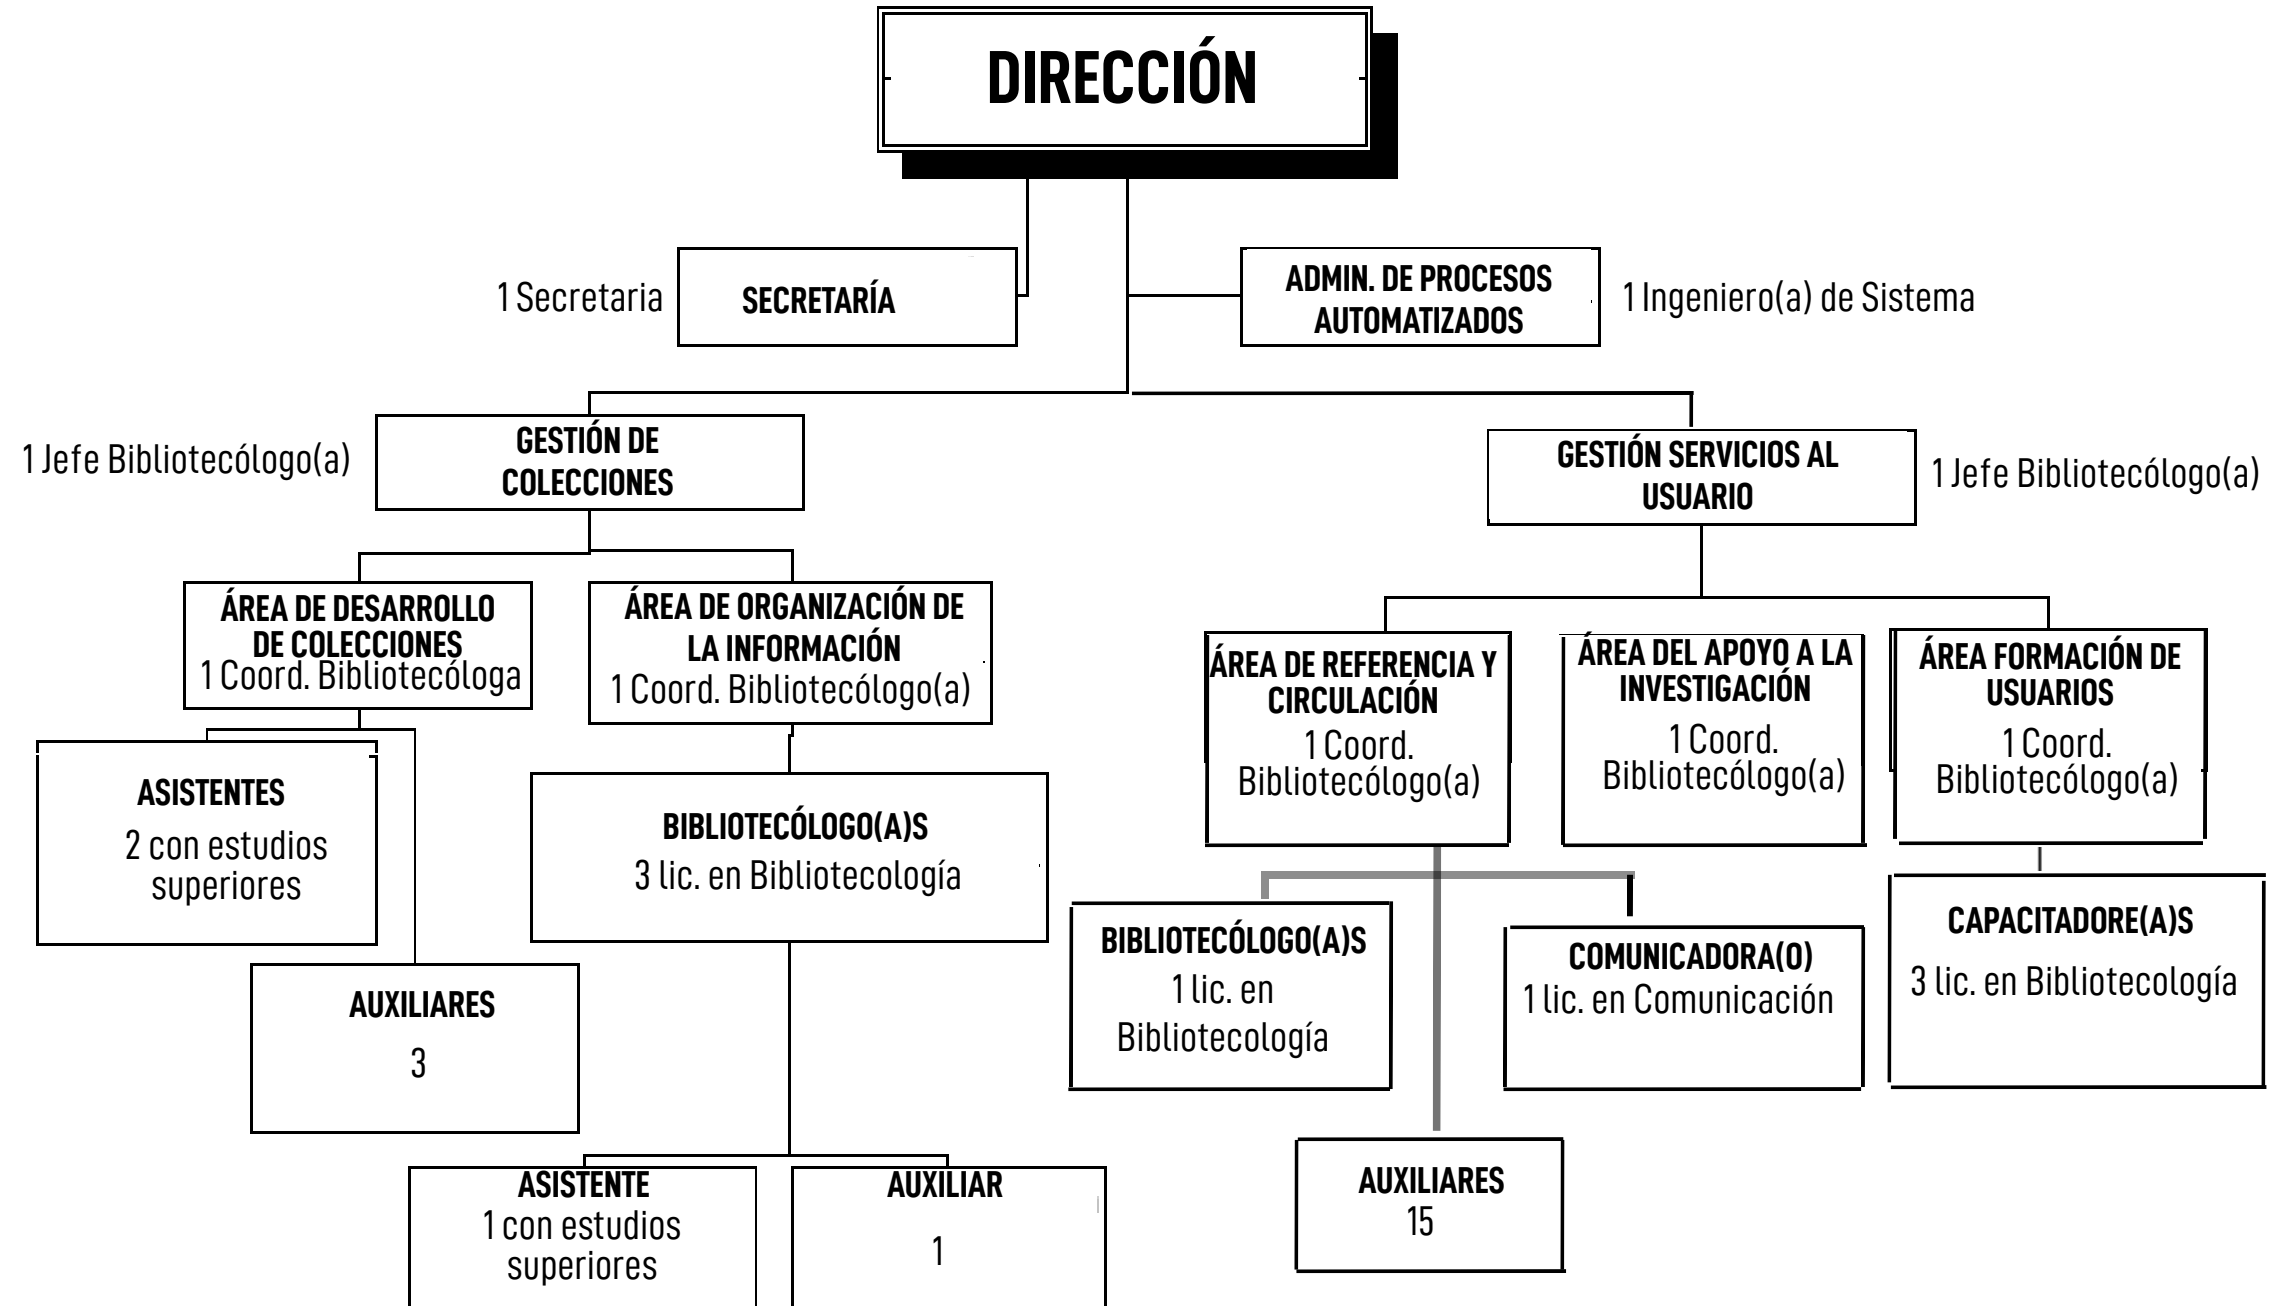 DIRECCIÓN
1 Secretaria
SECRETARÍA
ADMIN. DE PROCESOS
AUTOMATIZADOS
1 Ingeniero(a) de Sistema
1 Jefe Bibliotecólogo(a)
GESTIÓN DE
COLECCIONES
GESTIÓN SERVICIOS AL
USUARIO
1 Jefe Bibliotecólogo(a)
ÁREA DE DESARROLLO
DE COLECCIONES
1 Coord. Bibliotecóloga
ÁREA DE ORGANIZACIÓN DE
LA INFORMACIÓN
1 Coord. Bibliotecólogo(a)
ÁREA DE REFERENCIA Y
CIRCULACIÓN
1 Coord.
Bibliotecólogo(a)
ÁREA DEL APOYO A LA
INVESTIGACIÓN
1 Coord.
Bibliotecólogo(a)
ÁREA FORMACIÓN DE
USUARIOS
1 Coord.
Bibliotecólogo(a)
ASISTENTES
2 con estudios
superiores
BIBLIOTECÓLOGO(A)S
3 lic. en Bibliotecología
BIBLIOTECÓLOGO(A)S
1 lic. en
Bibliotecología
COMUNICADORA(O)
1 lic. en Comunicación
CAPACITADORE(A)S
3 lic. en Bibliotecología
AUXILIARES
3
ASISTENTE
1 con estudios
superiores
AUXILIAR
1
AUXILIARES
15